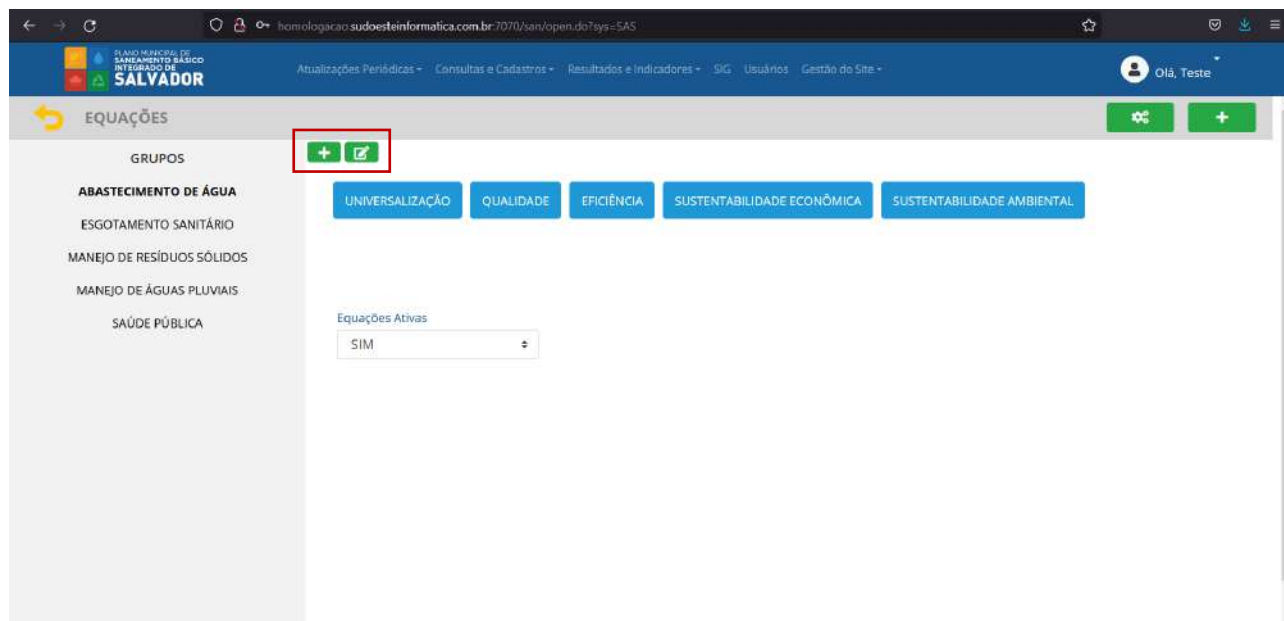 homologacao.sudoesteinformatica.com.br:7070/san/open.do?sys=SAS
PLANO MUNICIPAL DE
SANEAMENTO BÁSICO
INTEGRADO DE
SALVADOR
Atualizações Periódicas Consultas e Cadastros Resultados e Indicadores SIG Usuários Gestão do Site
Olá, Teste
EQUAÇÕES
GRUPOS
ABASTECIMENTO DE ÁGUA
ESGOTAMENTO SANITÁRIO
MANEJO DE RESÍDUOS SÓLIDOS
MANEJO DE ÁGUAS PLUVIAIS
SAÚDE PÚBLICA
UNIVERSALIZAÇÃO QUALIDADE EFICIÊNCIA SUSTENTABILIDADE ECONÔMICA SUSTENTABILIDADE AMBIENTAL
Equações Ativas
SIM